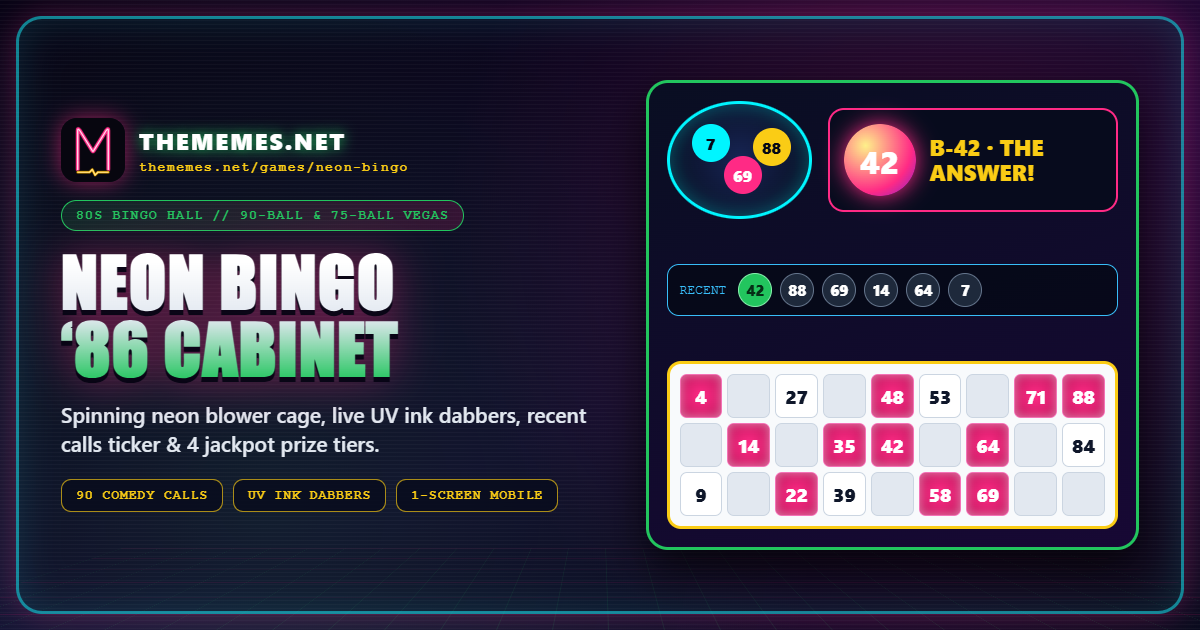 THEMEMES.NET
thememes.net/games/neon-bingo
80S BINGO HALL // 90-BALL & 75-BALL VEGAS
NEON BINGO
‘86 CABINET
Spinning neon blower cage, live UV ink dabbers, recent
calls ticker & 4 jackpot prize tiers.
90 COMEDY CALLS UV INK DABBERS 1-SCREEN MOBILE
7 88
69
42
B-42 · THE
ANSWER!
RECENT 42 88 69 14 64 7
4 27 48 53 71 88
14 35 42 64 84
9 22 39 58 69